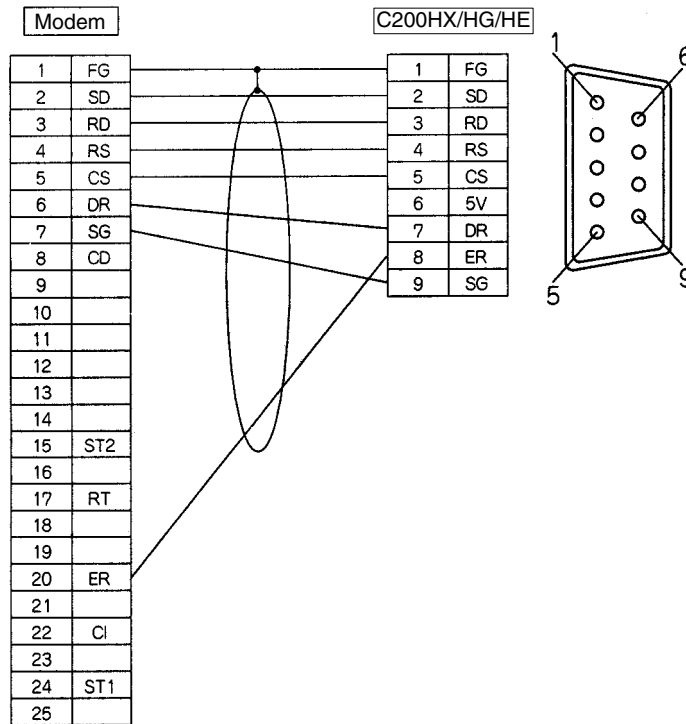 Modem
1 FG
2 SD
3 RD
4 RS
5 CS
6 DR
7 SG
8 CD
9
10
11
12
13
14
15 ST2
16
17 RT
18
19
20 ER
21
22 CI
23
24 ST1
25
C200HX/HG/HE
1 FG
2 SD
3 RD
4 RS
5 CS
6 5V
7 DR
8 ER
9 SG
1 6
5 9